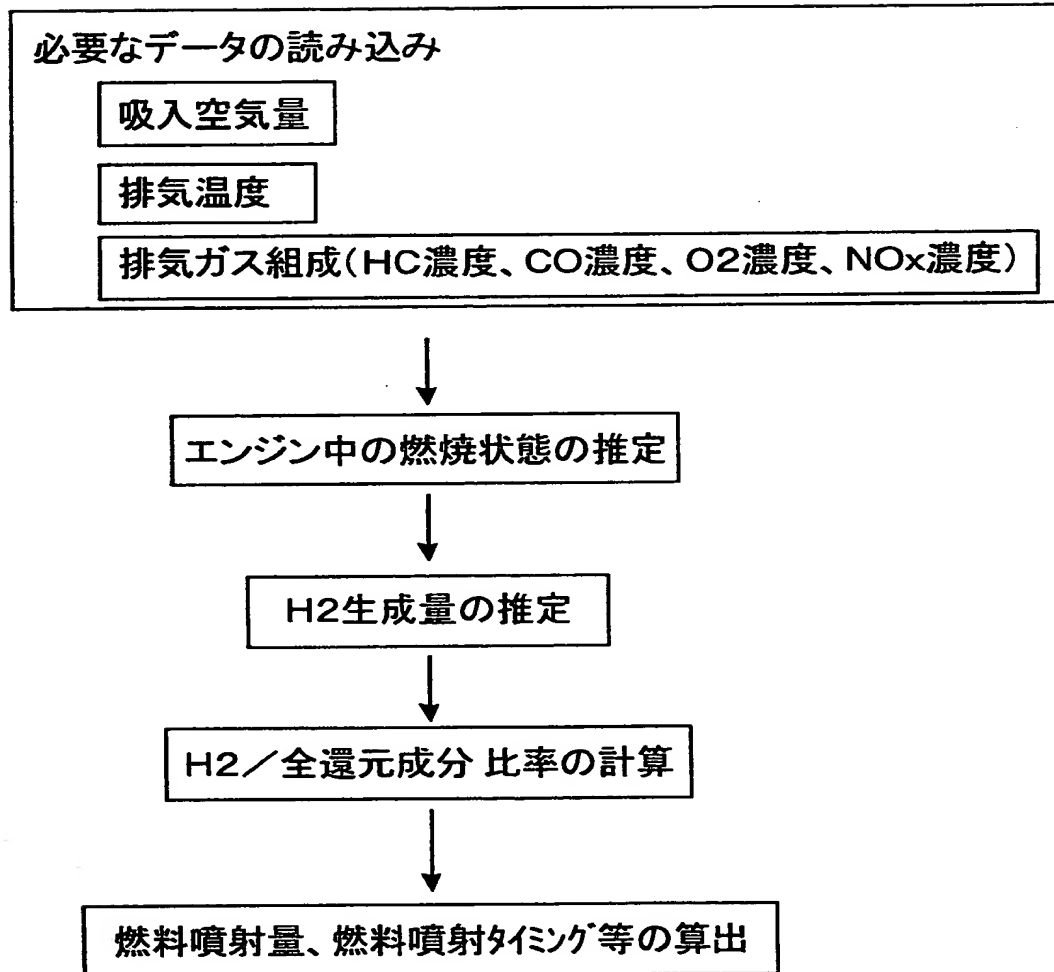 必要なデータの読み込み
吸入空気量
排気温度
排気ガス組成(HC濃度、CO濃度、O2濃度、NOx濃度)
エンジン中の燃焼状態の推定
H2生成量の推定
H2／全還元成分 比率の計算
燃料噴射量、燃料噴射タイミング等の算出